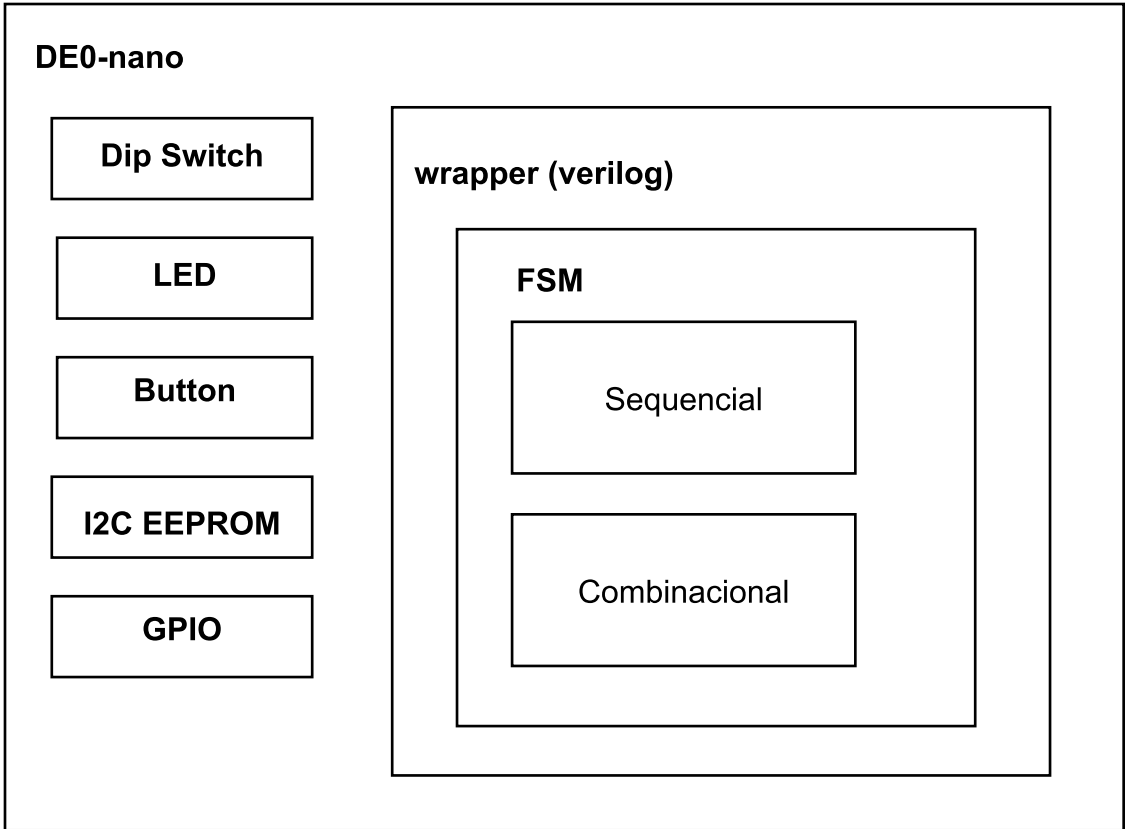 DE0-nano
Dip Switch
LED
Button
I2C EEPROM
GPIO
wrapper (verilog)
FSM
Sequencial
Combinacional